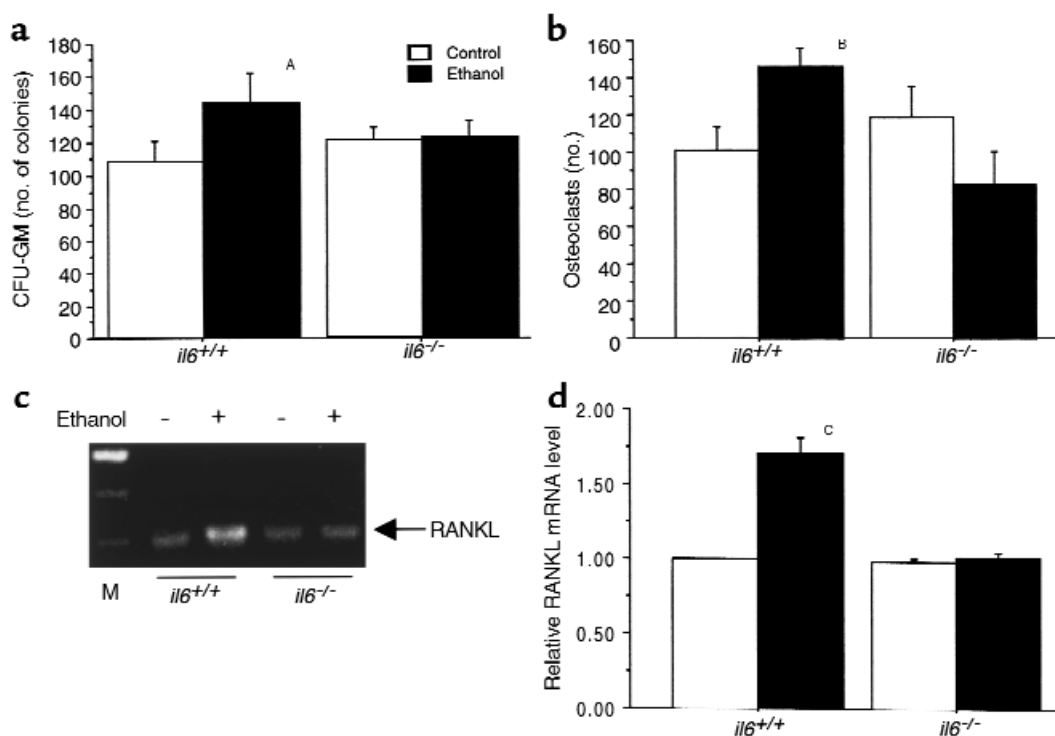 a
CFU-GM (no. of colonies)
180
160
140
120
100
80
60
40
20
0
A
Control
Ethanol
il6+/+
il6-/-
b
Osteoclasts (no.)
160
140
120
100
80
60
40
20
0
B
il6+/+
il6-/-
c
Ethanol - + - +
RANKL
M
il6+/+
il6-/-
d
Relative RANKL mRNA level
2.00
1.50
1.00
0.50
0.00
C
il6+/+
il6-/-